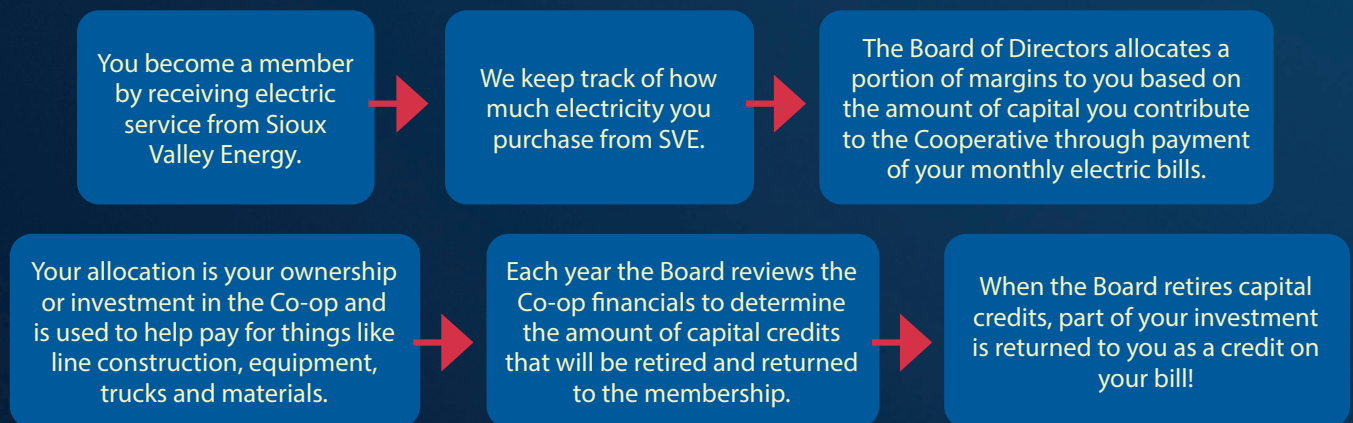 You become a member
by receiving electric
service from Sioux
Valley Energy.
We keep track of how
much electricity you
purchase from SVE.
The Board of Directors allocates a
portion of margins to you based on
the amount of capital you contribute
to the Cooperative through payment
of your monthly electric bills.
Your allocation is your ownership
or investment in the Co-op and
is used to help pay for things like
line construction, equipment,
trucks and materials.
Each year the Board reviews the
Co-op financials to determine
the amount of capital credits
that will be retired and returned
to the membership.
When the Board retires capital
credits, part of your investment
is returned to you as a credit on
your bill!